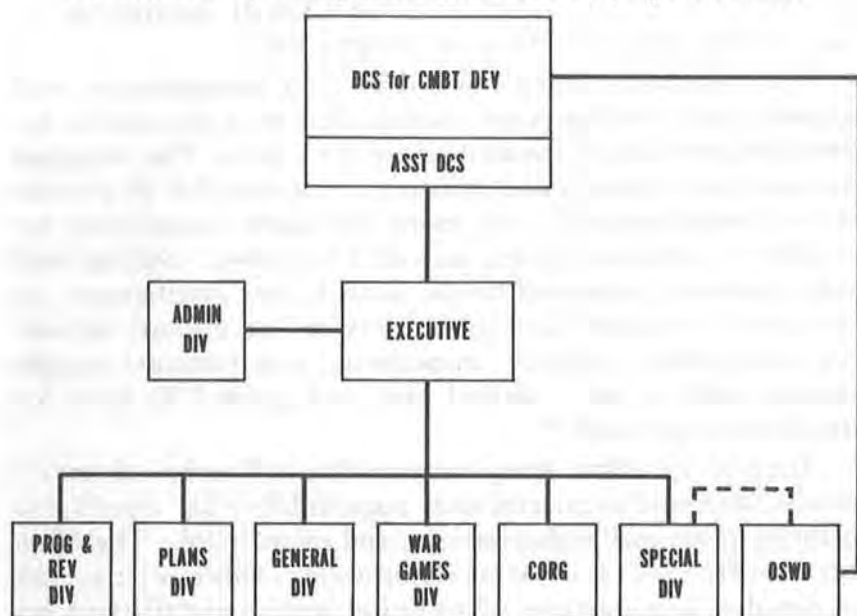 DCS for CMBT DEV
ASST DCS
ADMIN
DIV
EXECUTIVE
PROG &
REV
DIV
PLANS
DIV
GENERAL
DIV
WAR
GAMES
DIV
CORG
SPECIAL
DIV
OSWD